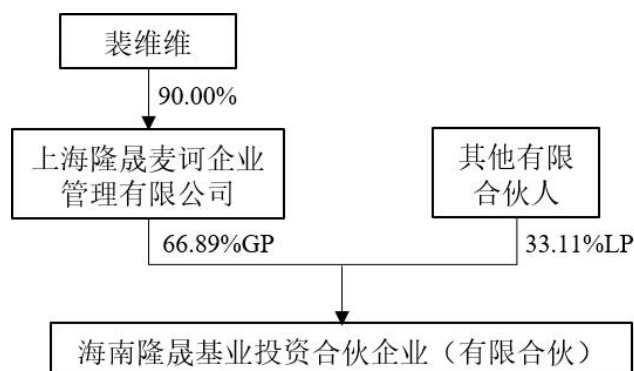 裴维维
90.00%
上海隆晟麦诃企业
管理有限公司
其他有限
合伙人
66.89%GP
33.11%LP
海南隆晟基业投资合伙企业（有限合伙）